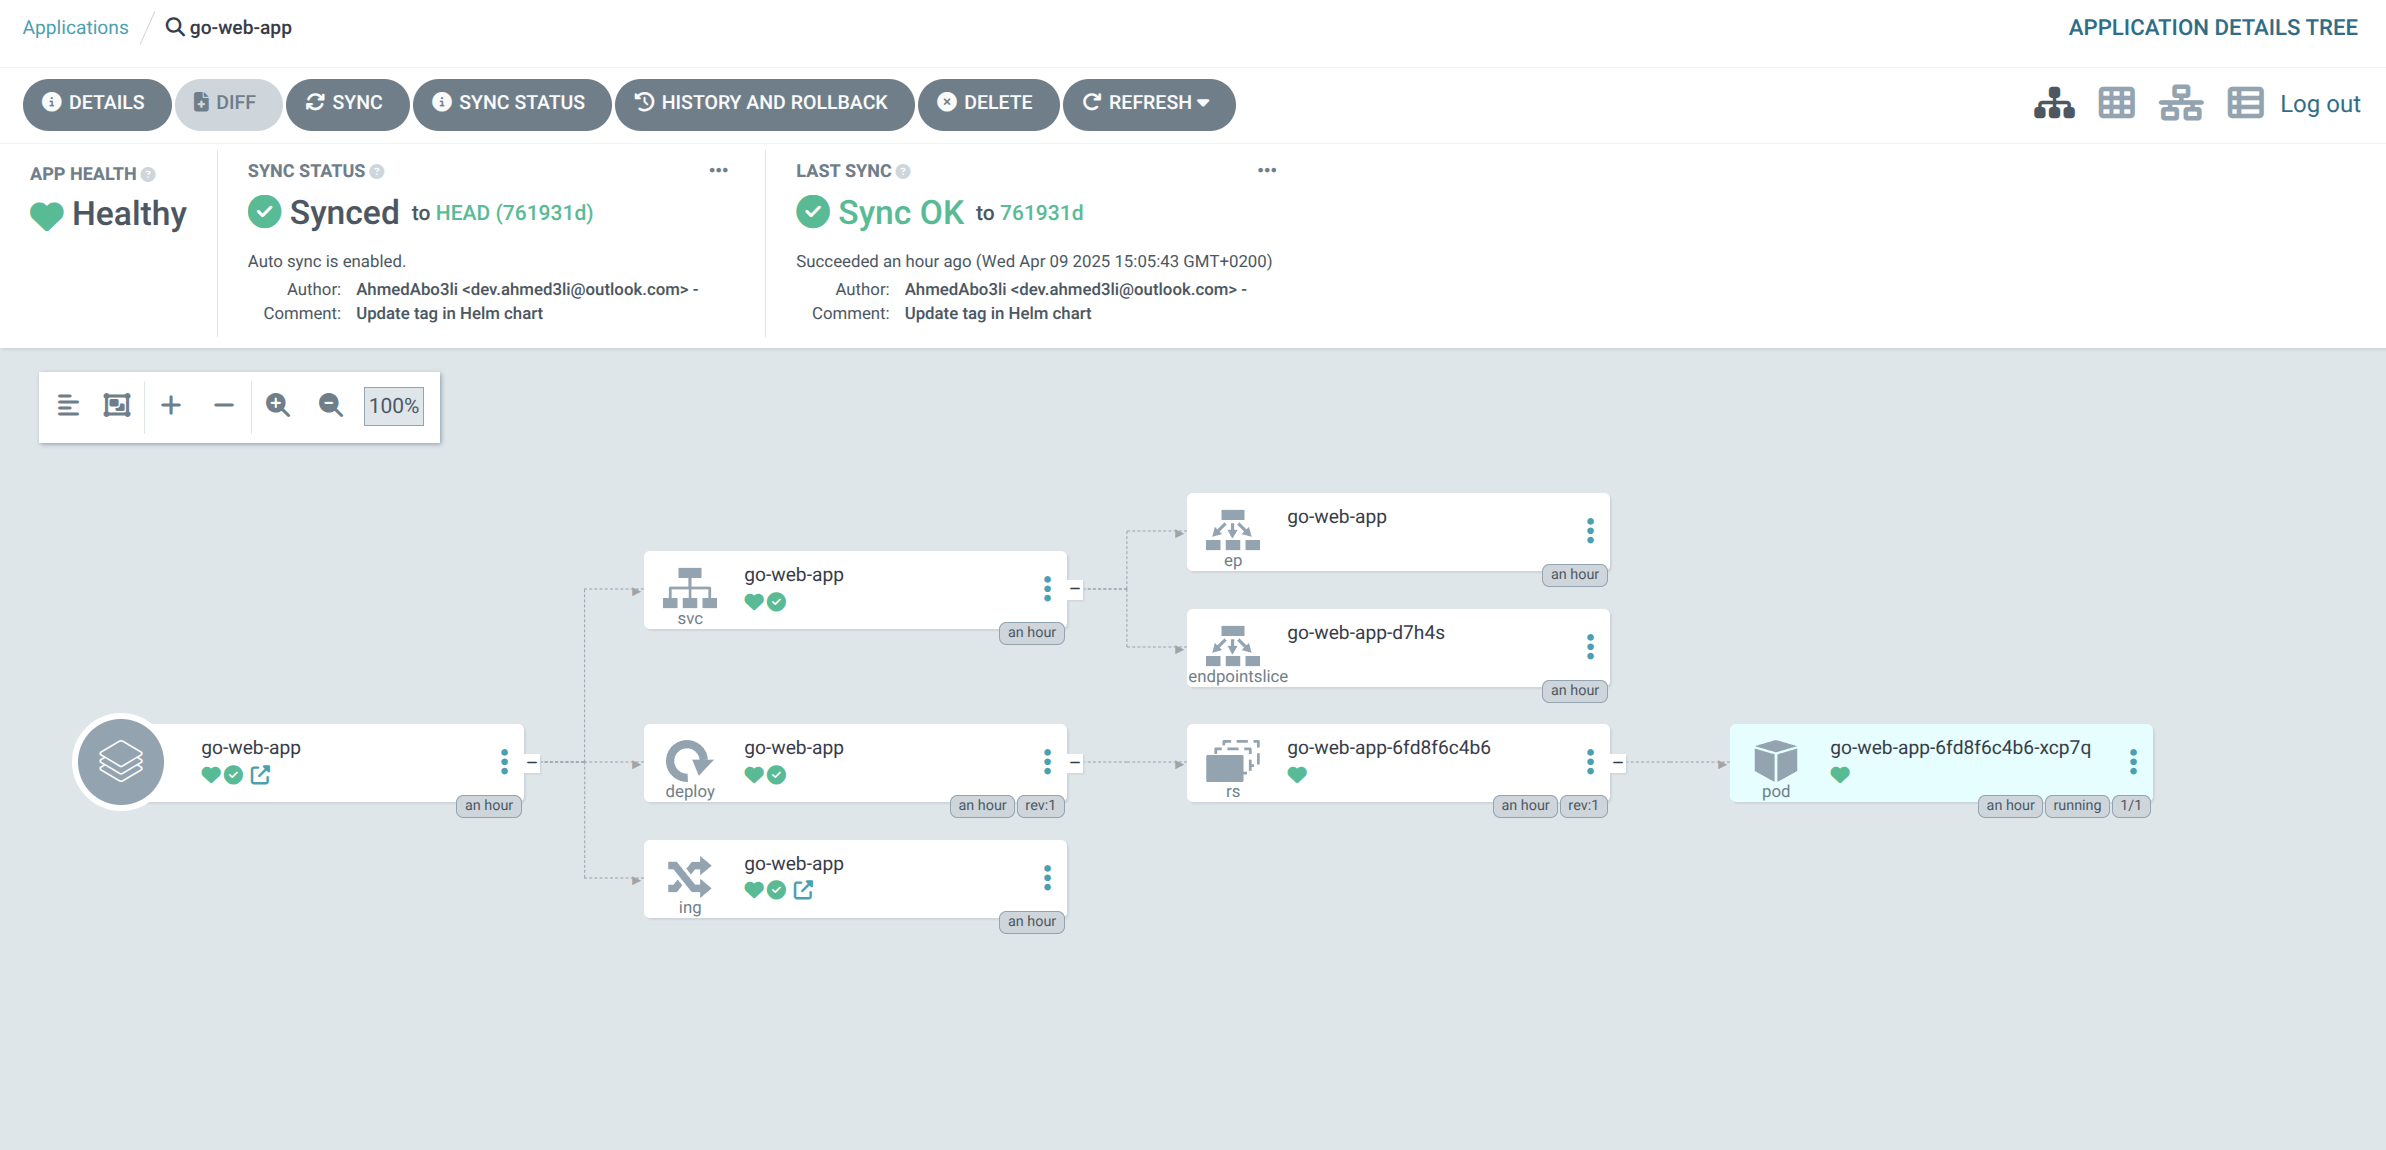 Applications / go-web-app
APPLICATION DETAILS TREE
DETAILS
DIFF
SYNC
SYNC STATUS
HISTORY AND ROLLBACK
DELETE
REFRESH
Log out
APP HEALTH
Healthy
SYNC STATUS
Synced to HEAD (761931d)
Auto sync is enabled.
Author: AhmedAbo3li <dev.ahmed3li@outlook.com> -
Comment: Update tag in Helm chart
LAST SYNC
Sync OK to 761931d
Succeeded an hour ago (Wed Apr 09 2025 15:05:43 GMT+0200)
Author: AhmedAbo3li <dev.ahmed3li@outlook.com> -
Comment: Update tag in Helm chart
100%
go-web-app
an hour
svc
go-web-app
an hour
ep
go-web-app
an hour
endpointslice
go-web-app-d7h4s
an hour
deploy
go-web-app
an hour
rev:1
rs
go-web-app-6fd8f6c4b6
an hour
rev:1
pod
go-web-app-6fd8f6c4b6-xcp7q
an hour
running
1/1
ing
go-web-app
an hour